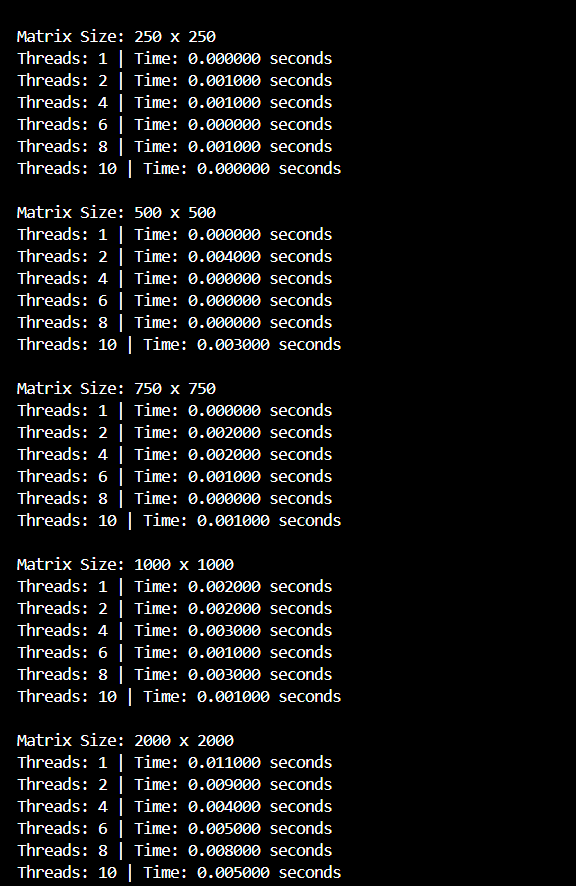 Matrix Size: 250 x 250
Threads: 1 | Time: 0.000000 seconds
Threads: 2 | Time: 0.001000 seconds
Threads: 4 | Time: 0.001000 seconds
Threads: 6 | Time: 0.000000 seconds
Threads: 8 | Time: 0.001000 seconds
Threads: 10 | Time: 0.000000 seconds

Matrix Size: 500 x 500
Threads: 1 | Time: 0.000000 seconds
Threads: 2 | Time: 0.004000 seconds
Threads: 4 | Time: 0.000000 seconds
Threads: 6 | Time: 0.000000 seconds
Threads: 8 | Time: 0.000000 seconds
Threads: 10 | Time: 0.003000 seconds

Matrix Size: 750 x 750
Threads: 1 | Time: 0.000000 seconds
Threads: 2 | Time: 0.002000 seconds
Threads: 4 | Time: 0.002000 seconds
Threads: 6 | Time: 0.001000 seconds
Threads: 8 | Time: 0.000000 seconds
Threads: 10 | Time: 0.001000 seconds

Matrix Size: 1000 x 1000
Threads: 1 | Time: 0.002000 seconds
Threads: 2 | Time: 0.002000 seconds
Threads: 4 | Time: 0.003000 seconds
Threads: 6 | Time: 0.001000 seconds
Threads: 8 | Time: 0.003000 seconds
Threads: 10 | Time: 0.001000 seconds

Matrix Size: 2000 x 2000
Threads: 1 | Time: 0.011000 seconds
Threads: 2 | Time: 0.009000 seconds
Threads: 4 | Time: 0.004000 seconds
Threads: 6 | Time: 0.005000 seconds
Threads: 8 | Time: 0.008000 seconds
Threads: 10 | Time: 0.005000 seconds